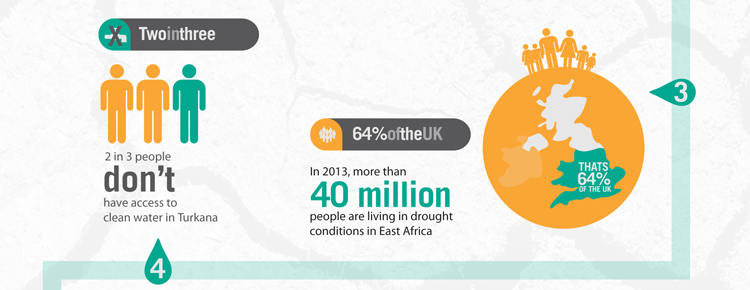 Twointhree
2 in 3 people
don't
have access to
clean water in Turkana
4
64%oftheUK
In 2013, more than
40 million
people are living in drought
conditions in East Africa
THATS
64%
OF THE UK
3